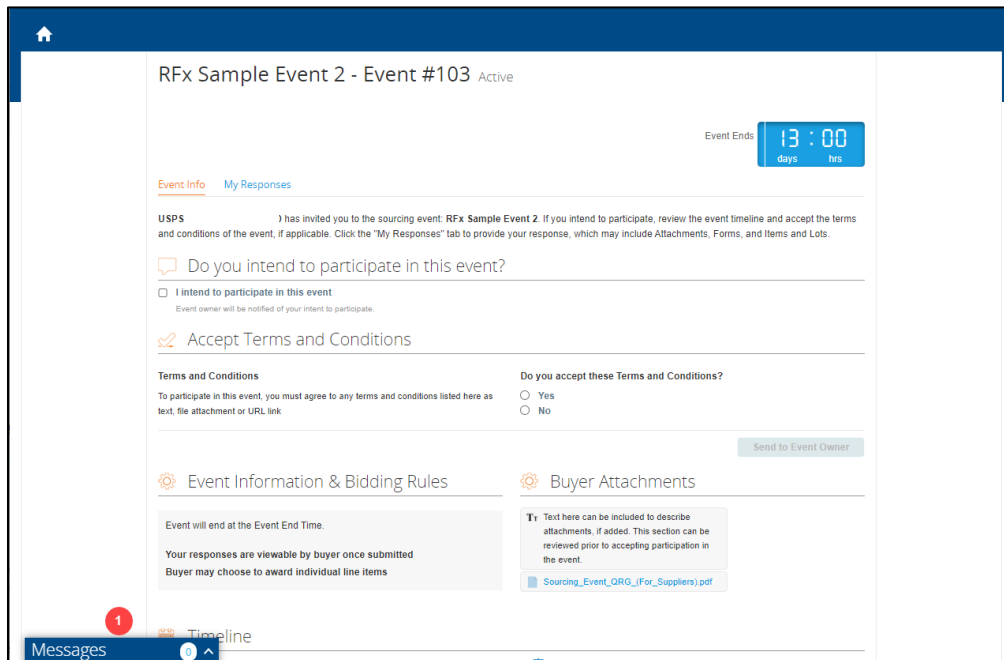 RFx Sample Event 2 - Event #103 Active
Event Ends
13 : 00
days hrs
Event Info My Responses
USPS ) has invited you to the sourcing event: RFx Sample Event 2. If you intend to participate, review the event timeline and accept the terms
and conditions of the event, if applicable. Click the "My Responses" tab to provide your response, which may include Attachments, Forms, and Items and Lots.
Do you intend to participate in this event?
I intend to participate in this event
Event owner will be notified of your intent to participate.
Accept Terms and Conditions
Terms and Conditions
To participate in this event, you must agree to any terms and conditions listed here as
text, file attachment or URL link
Do you accept these Terms and Conditions?
Yes
No
Send to Event Owner
Event Information & Bidding Rules
Event will end at the Event End Time.
Your responses are viewable by buyer once submitted
Buyer may choose to award individual line items
Buyer Attachments
TT Text here can be included to describe
attachments, if added. This section can be
reviewed prior to accepting participation in
the event.
Sourcing_Event_QRG_(For_Suppliers).pdf
1
Timeline
Messages 0